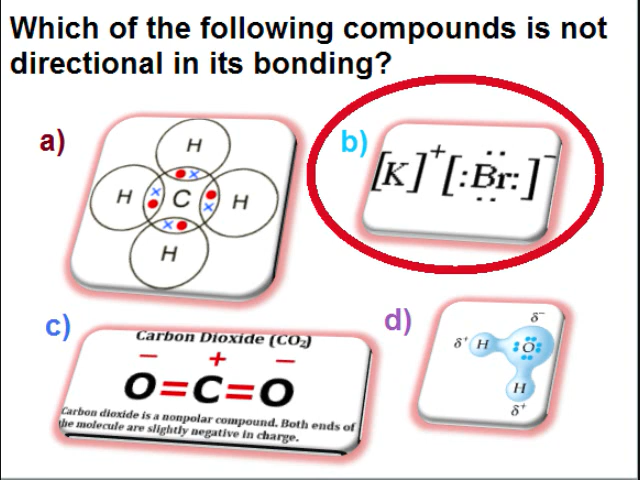 Which of the following compounds is not
directional in its bonding?
a)
H
H C H
H
b)
[K]⁺[:B̤̈r:]⁻
c)
Carbon Dioxide (CO₂)
− + −
O=C=O
Carbon dioxide is a nonpolar compound. Both ends of
the molecule are slightly negative in charge.
d)
δ⁻
δ⁺ H O
H
δ⁺